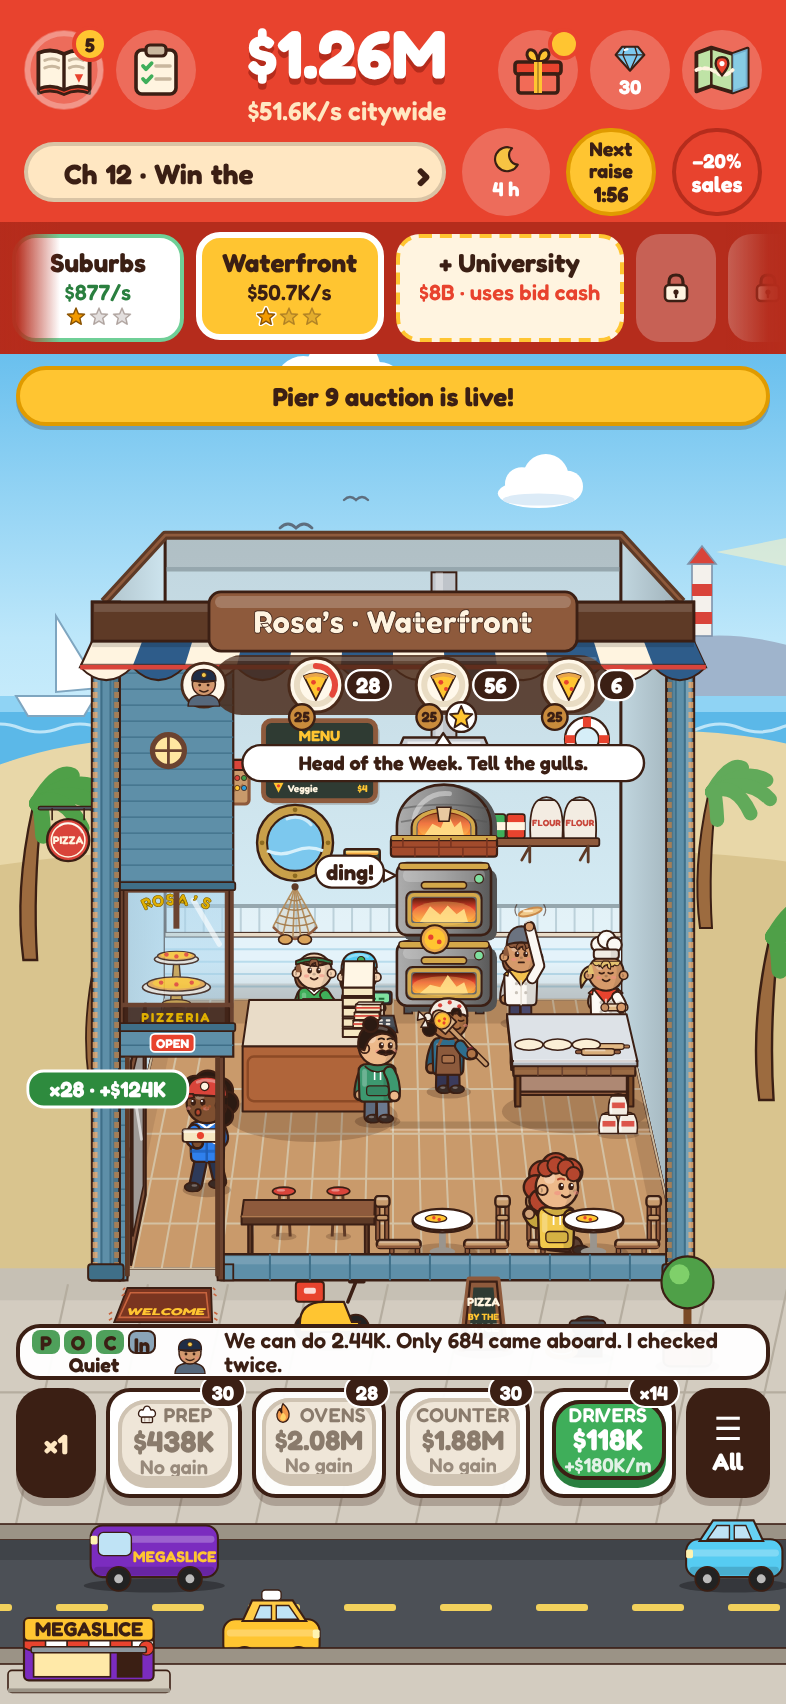 5
$1.26M
$51.6K/s citywide
30
Ch 12 · Win the
4 h
Next
raise
1:56
-20%
sales
Suburbs
$877/s
Waterfront
$50.7K/s
+ University
$8B · uses bid cash
Pier 9 auction is live!
Rosa's · Waterfront
28
56
6
25
25
25
MENU
Head of the Week. Tell the gulls.
Veggie
$4
FLOUR
FLOUR
PIZZA
ding!
ROSA'S
PIZZERIA
OPEN
×28 · +$124K
WELCOME
PIZZA
BY THE
P O C In
Quiet
We can do 2.44K. Only 684 came aboard. I checked
twice.
×1
30
PREP
$438K
No gain
28
OVENS
$2.08M
No gain
30
COUNTER
$1.88M
No gain
×14
DRIVERS
$118K
+$180K/m
All
MEGASLICE
MEGASLICE